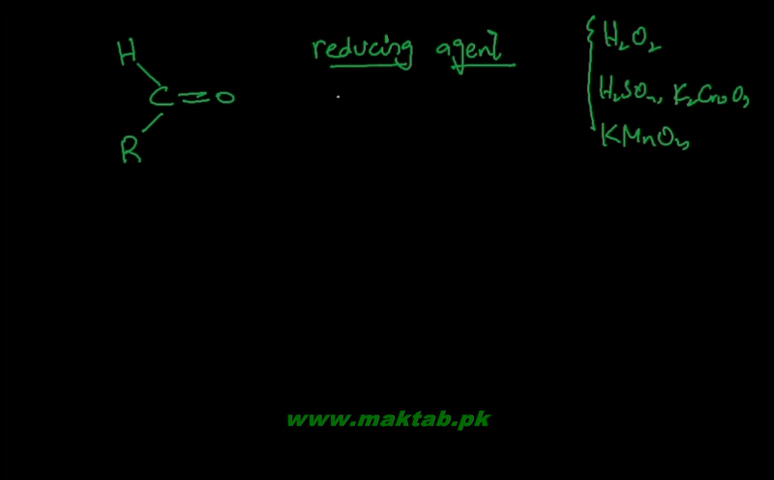 H
C=O
R
reducing agent
H₂O₂
H₂SO₄, K₂Cr₂O₇
KMnO₄
www.maktab.pk